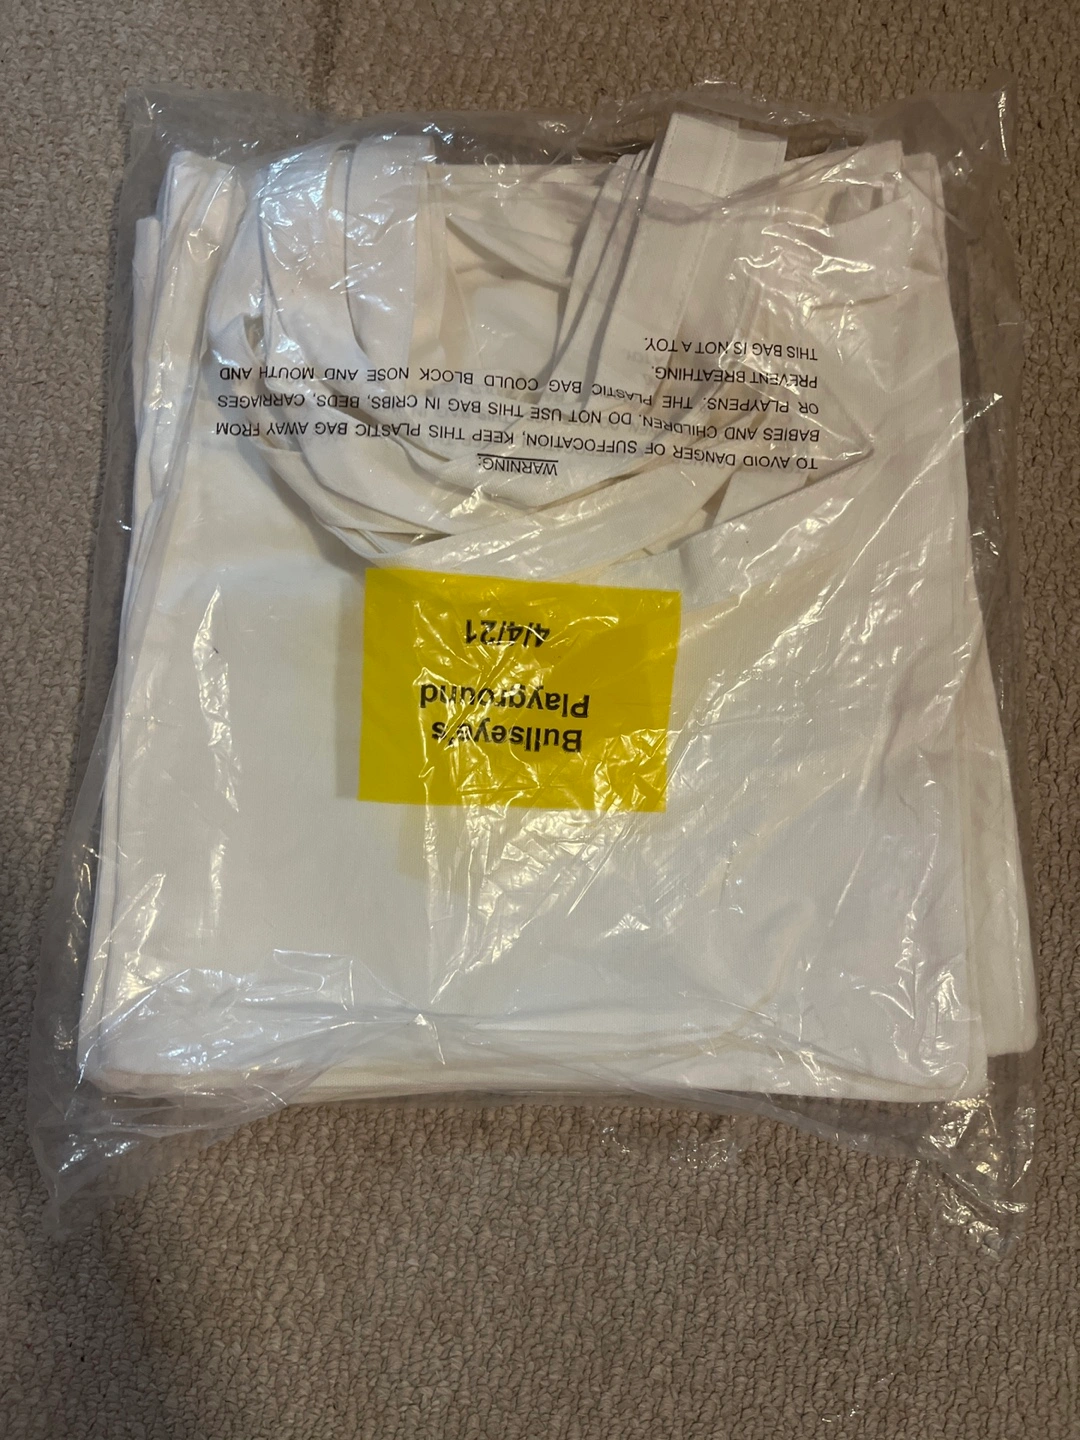 Bullseye's
Playground
4/4/21
WARNING:
TO AVOID DANGER OF SUFFOCATION, KEEP THIS PLASTIC BAG AWAY FROM
BABIES AND CHILDREN. DO NOT USE THIS BAG IN CRIBS, BEDS, CARRIAGES
OR PLAYPENS. THE PLASTIC BAG COULD BLOCK NOSE AND MOUTH AND
PREVENT BREATHING.
THIS BAG IS NOT A TOY.